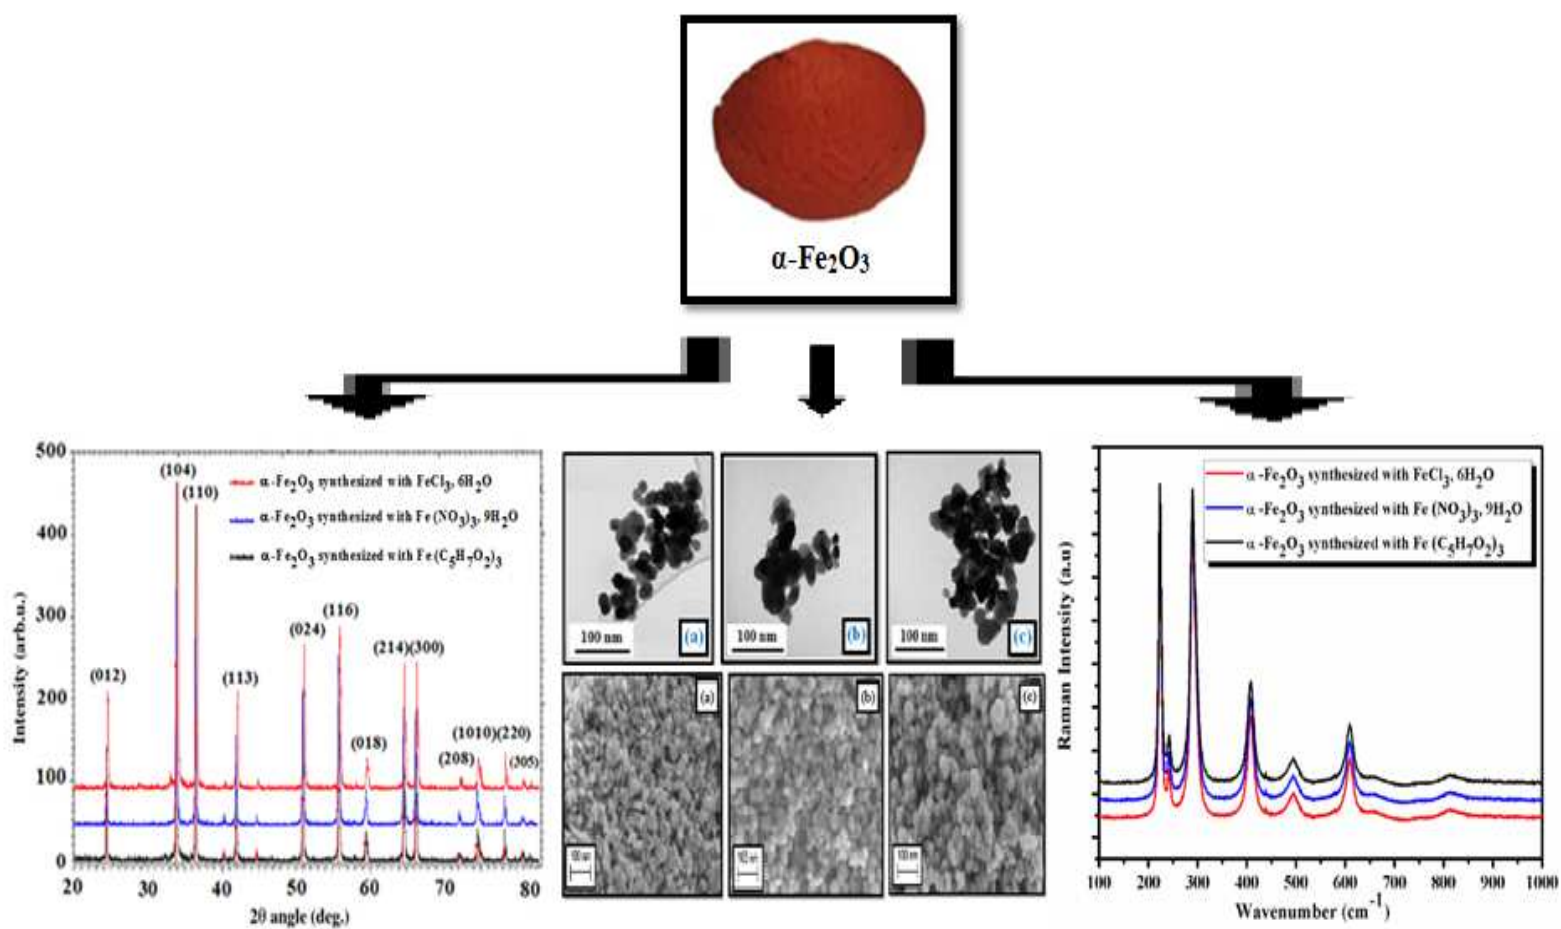 α-Fe₂O₃
500
400
300
200
100
0
Intensity (arb.u.)
(012)
(104)
(110)
(113)
(024)
(116)
(018)
(214)(300)
(208)
(1010)(220)
(305)
α-Fe₂O₃ synthesized with FeCl₃, 6H₂O
α-Fe₂O₃ synthesized with Fe (NO₃)₃, 9H₂O
α-Fe₂O₃ synthesized with Fe (C₅H₇O₂)₃
20 30 40 50 60 70 80
2θ angle (deg.)
100 nm (a)
100 nm (b)
100 nm (c)
(a)
(b)
(c)
100 nm
Raman Intensity (a.u)
α-Fe₂O₃ synthesized with FeCl₃, 6H₂O
α-Fe₂O₃ synthesized with Fe (NO₃)₃, 9H₂O
α-Fe₂O₃ synthesized with Fe (C₅H₇O₂)₃
100 200 300 400 500 600 700 800 900 1000
Wavenumber (cm⁻¹)